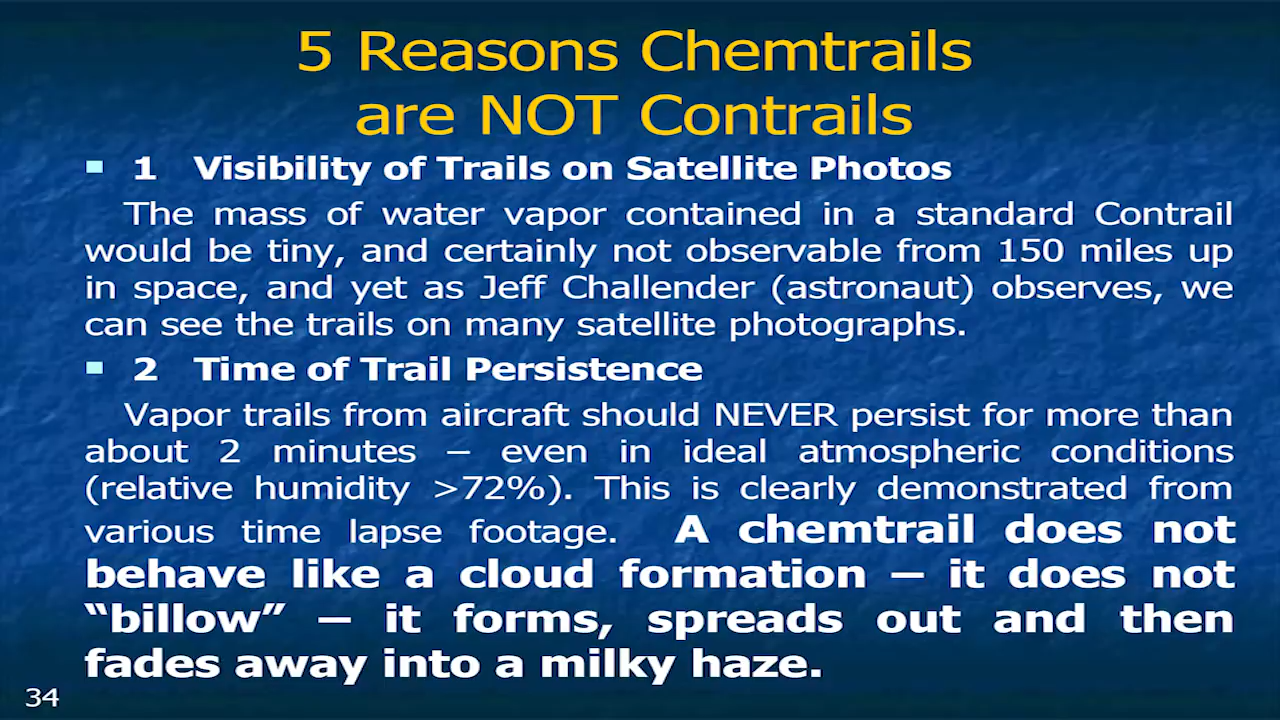 5 Reasons Chemtrails
are NOT Contrails
1 Visibility of Trails on Satellite Photos
The mass of water vapor contained in a standard Contrail
would be tiny, and certainly not observable from 150 miles up
in space, and yet as Jeff Challender (astronaut) observes, we
can see the trails on many satellite photographs.
2 Time of Trail Persistence
Vapor trails from aircraft should NEVER persist for more than
about 2 minutes – even in ideal atmospheric conditions
(relative humidity >72%). This is clearly demonstrated from
various time lapse footage. A chemtrail does not
behave like a cloud formation – it does not
“billow” – it forms, spreads out and then
fades away into a milky haze.
34